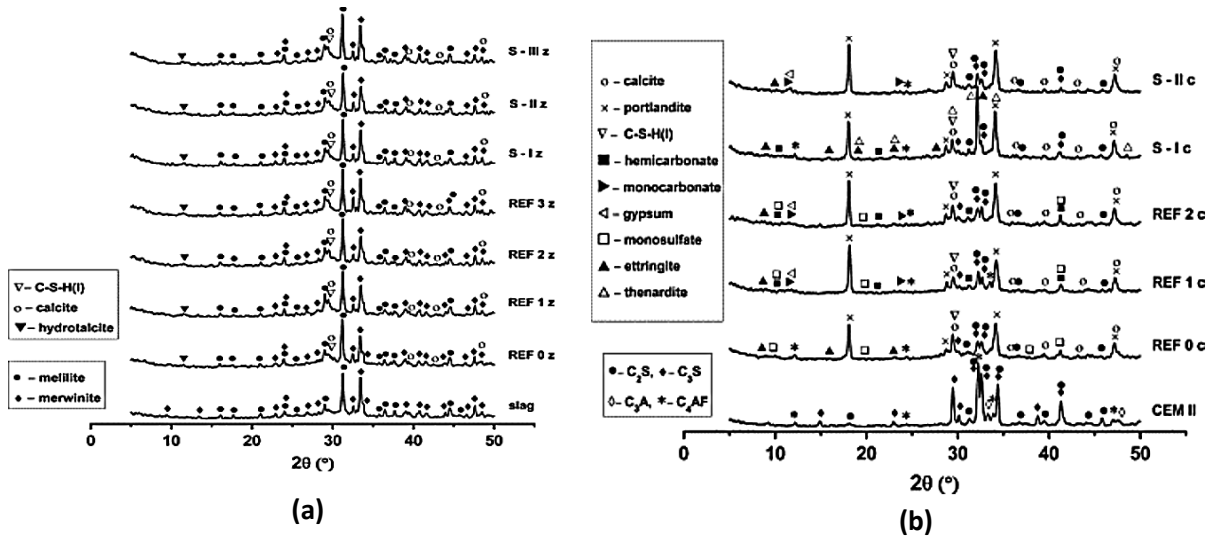 S - III z
S - II z
S - I z
REF 3 z
REF 2 z
REF 1 z
REF 0 z
slag
▽ – C-S-H(I)
○ – calcite
▼ – hydrotalcite
● – melilite
♦ – merwinite
0 10 20 30 40 50
2θ (°)
(a)
○ – calcite
× – portlandite
▽ – C-S-H(I)
■ – hemicarbonate
▶ – monocarbonate
◁ – gypsum
□ – monosulfate
▲ – ettringite
△ – thenardite
● – C₂S, ♦ – C₃S
◊ – C₃A, * – C₄AF
S - II c
S - I c
REF 2 c
REF 1 c
REF 0 c
CEM II
0 10 20 30 40 50
2θ (°)
(b)